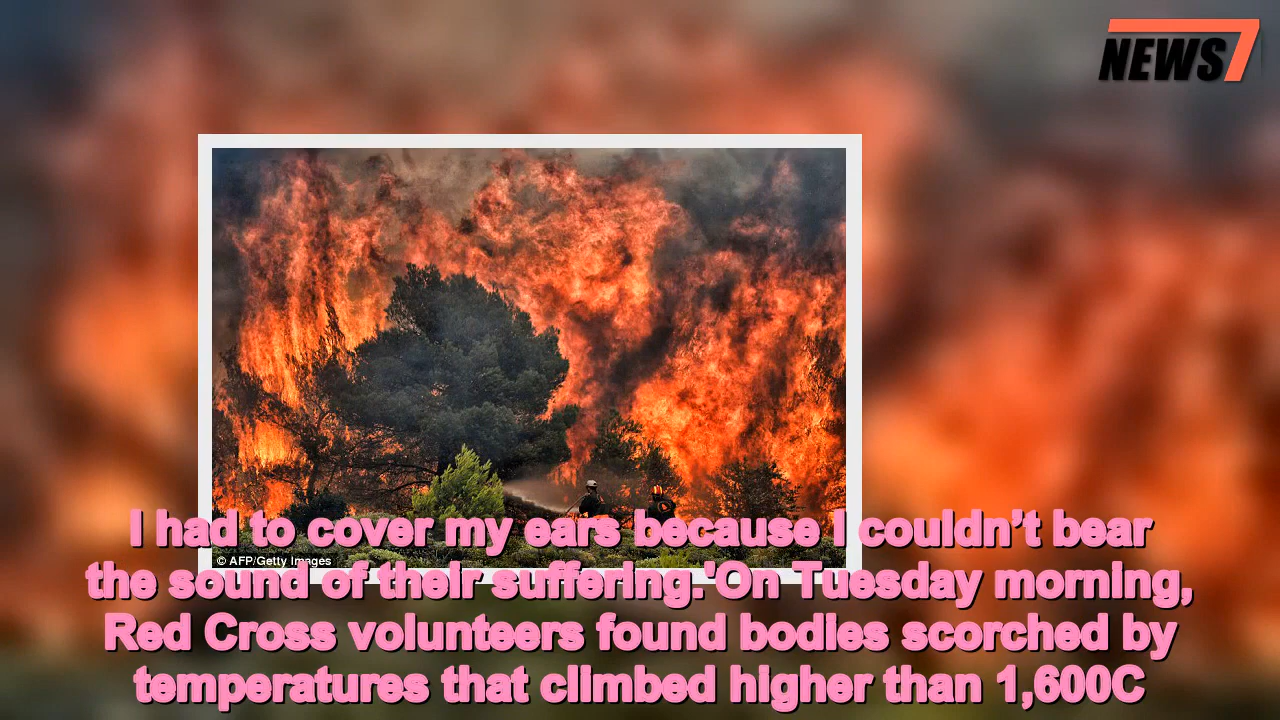 NEWS7
© AFP/Getty Images
I had to cover my ears because I couldn't bear
the sound of their suffering.'On Tuesday morning,
Red Cross volunteers found bodies scorched by
temperatures that climbed higher than 1,600C